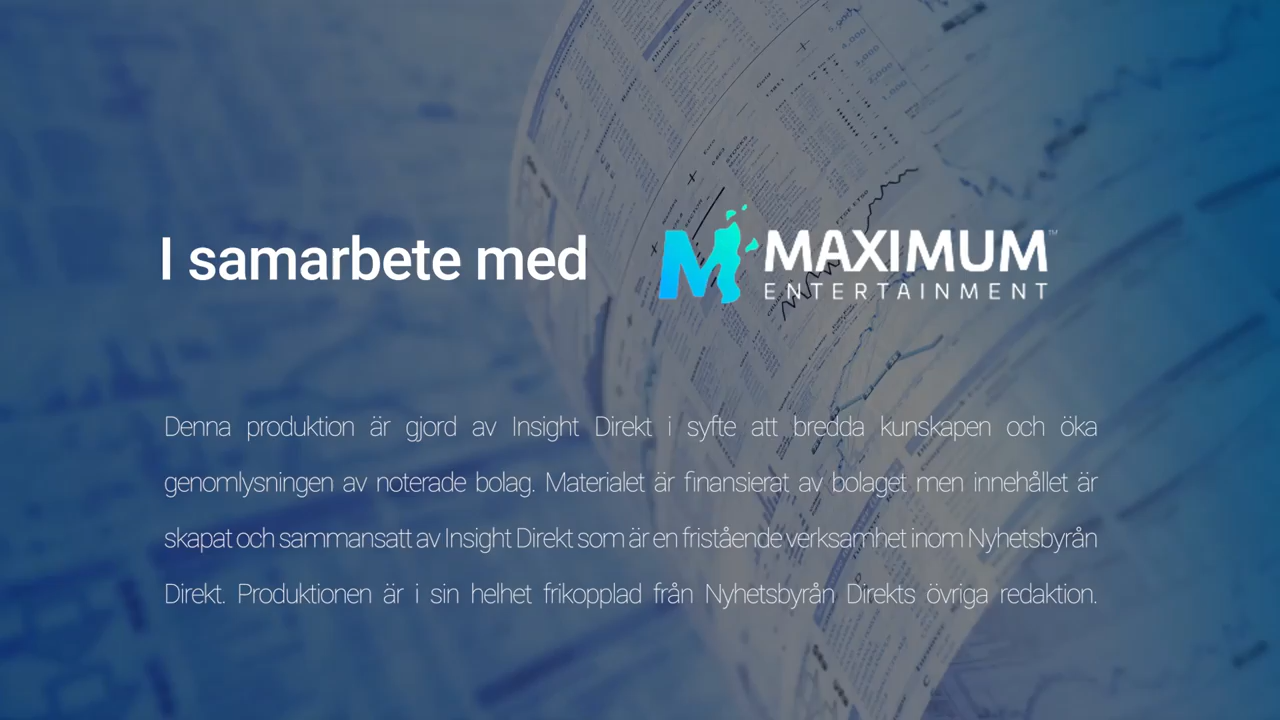 I samarbete med
MAXIMUM™
ENTERTAINMENT
Denna produktion är gjord av Insight Direkt i syfte att bredda kunskapen och öka
genomlysningen av noterade bolag. Materialet är finansierat av bolaget men innehållet är
skapat och sammansatt av Insight Direkt som är en fristående verksamhet inom Nyhetsbyrån
Direkt. Produktionen är i sin helhet frikopplad från Nyhetsbyrån Direkts övriga redaktion.